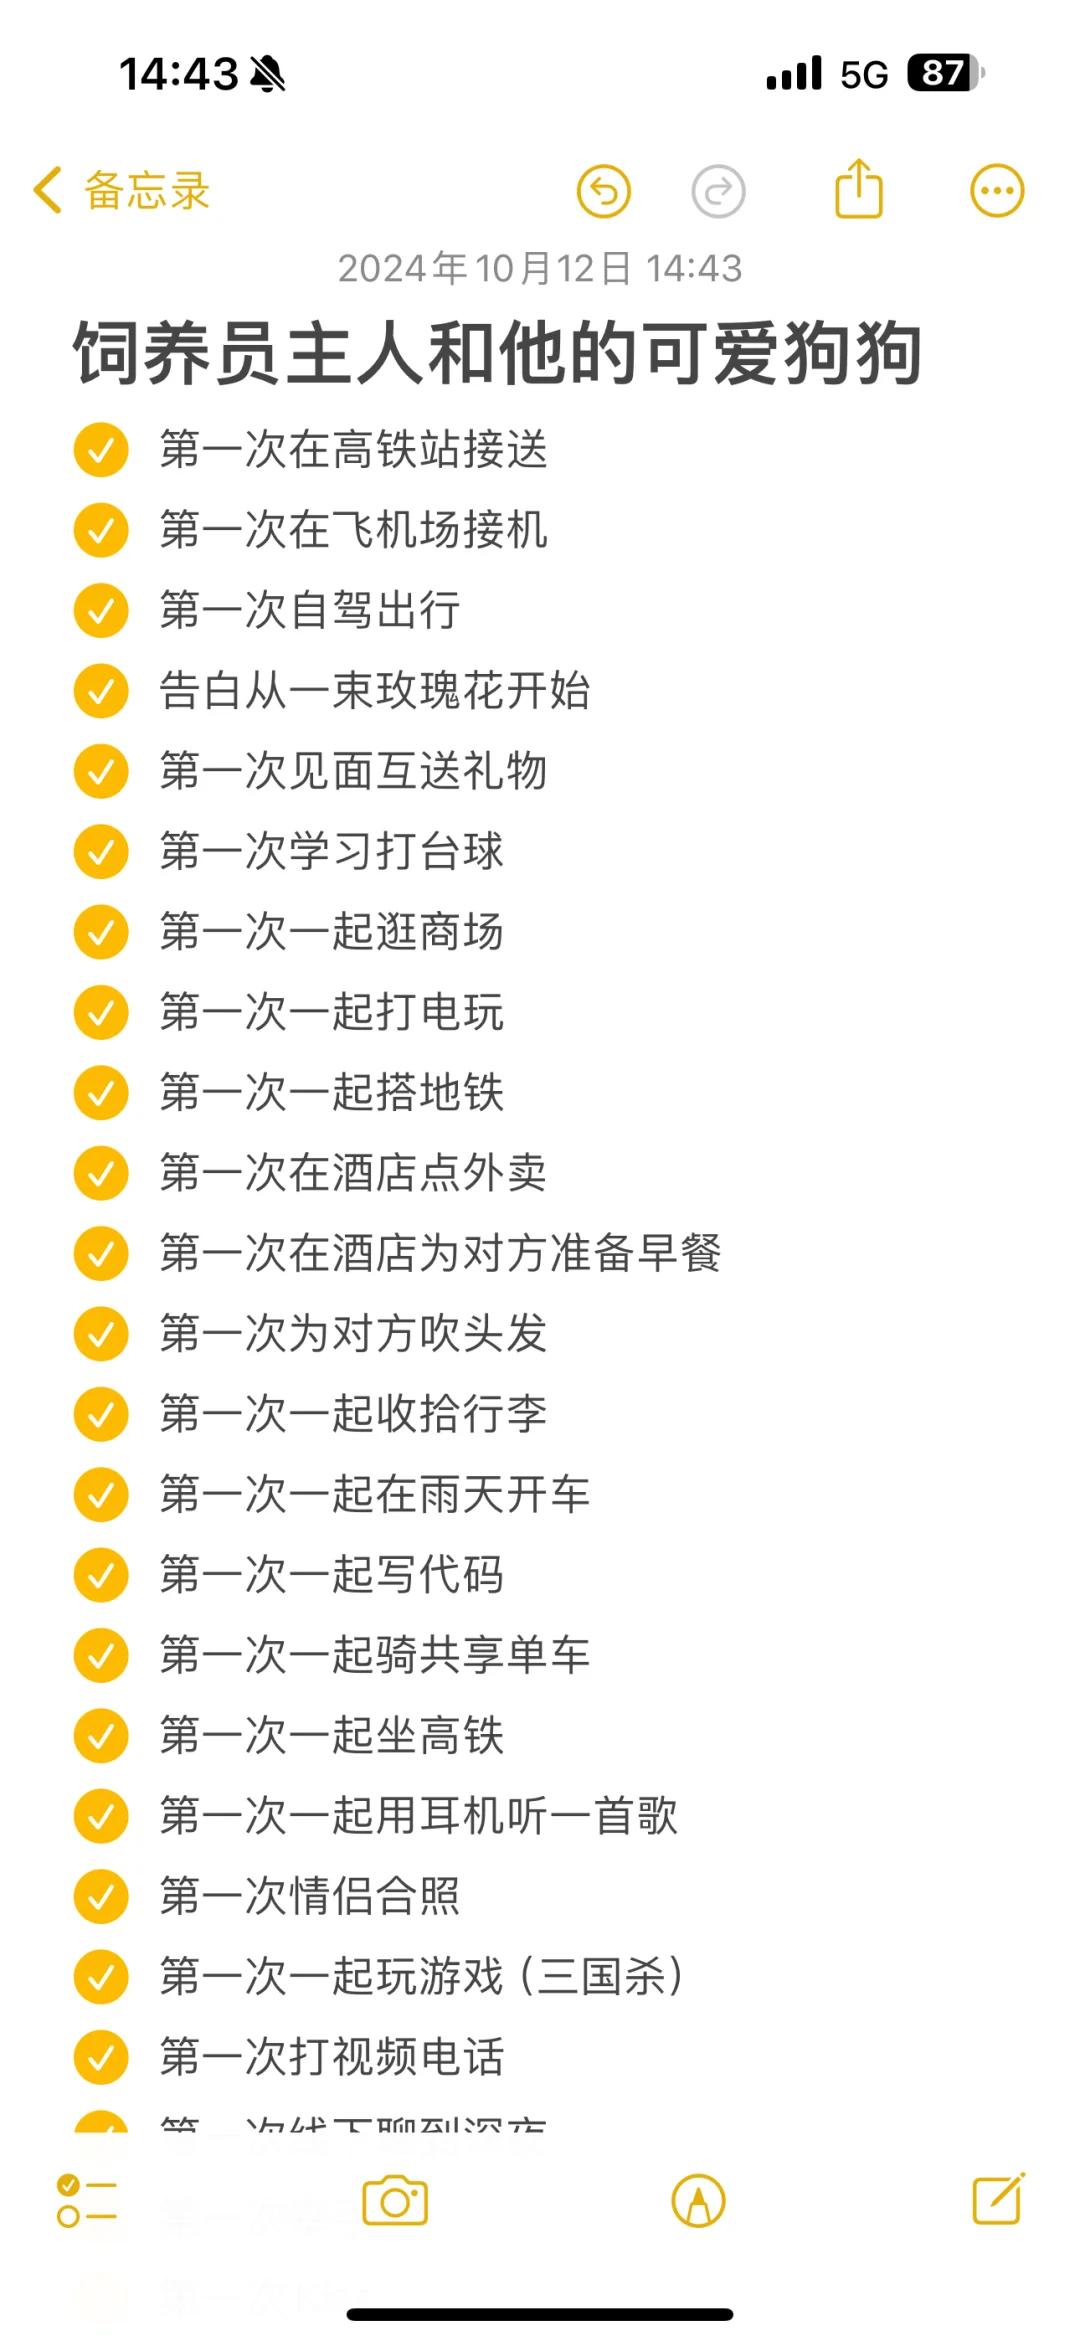 14:43
5G 87
备忘录
2024年10月12日 14:43
饲养员主人和他的可爱狗狗
第一次在高铁站接送
第一次在飞机场接机
第一次自驾出行
告白从一束玫瑰花开始
第一次见面互送礼物
第一次学习打台球
第一次一起逛商场
第一次一起打电玩
第一次一起搭地铁
第一次在酒店点外卖
第一次在酒店为对方准备早餐
第一次为对方吹头发
第一次一起收拾行李
第一次一起在雨天开车
第一次一起写代码
第一次一起骑共享单车
第一次一起坐高铁
第一次一起用耳机听一首歌
第一次情侣合照
第一次一起玩游戏（三国杀）
第一次打视频电话
第一次线下聊到深夜